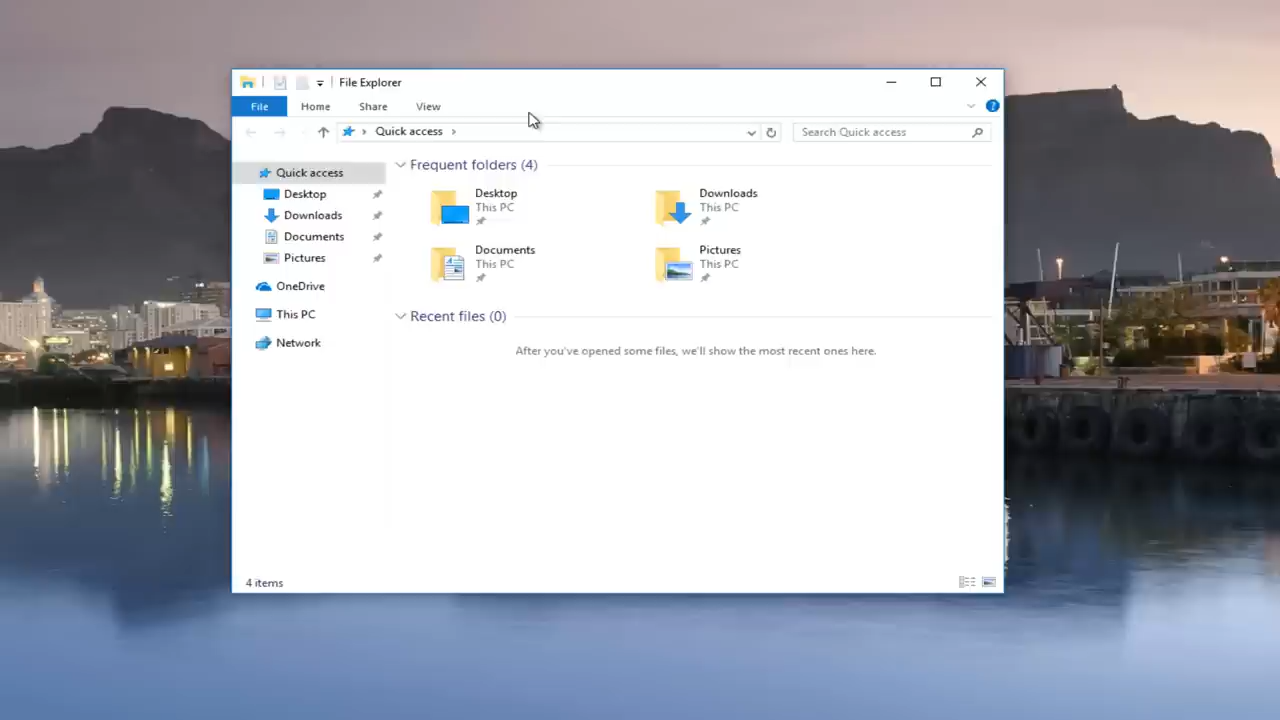 File Explorer
File Home Share View
Quick access
Search Quick access
Quick access
Desktop
Downloads
Documents
Pictures
OneDrive
This PC
Network
Frequent folders (4)
Desktop
This PC
Downloads
This PC
Documents
This PC
Pictures
This PC
Recent files (0)
After you've opened some files, we'll show the most recent ones here.
4 items